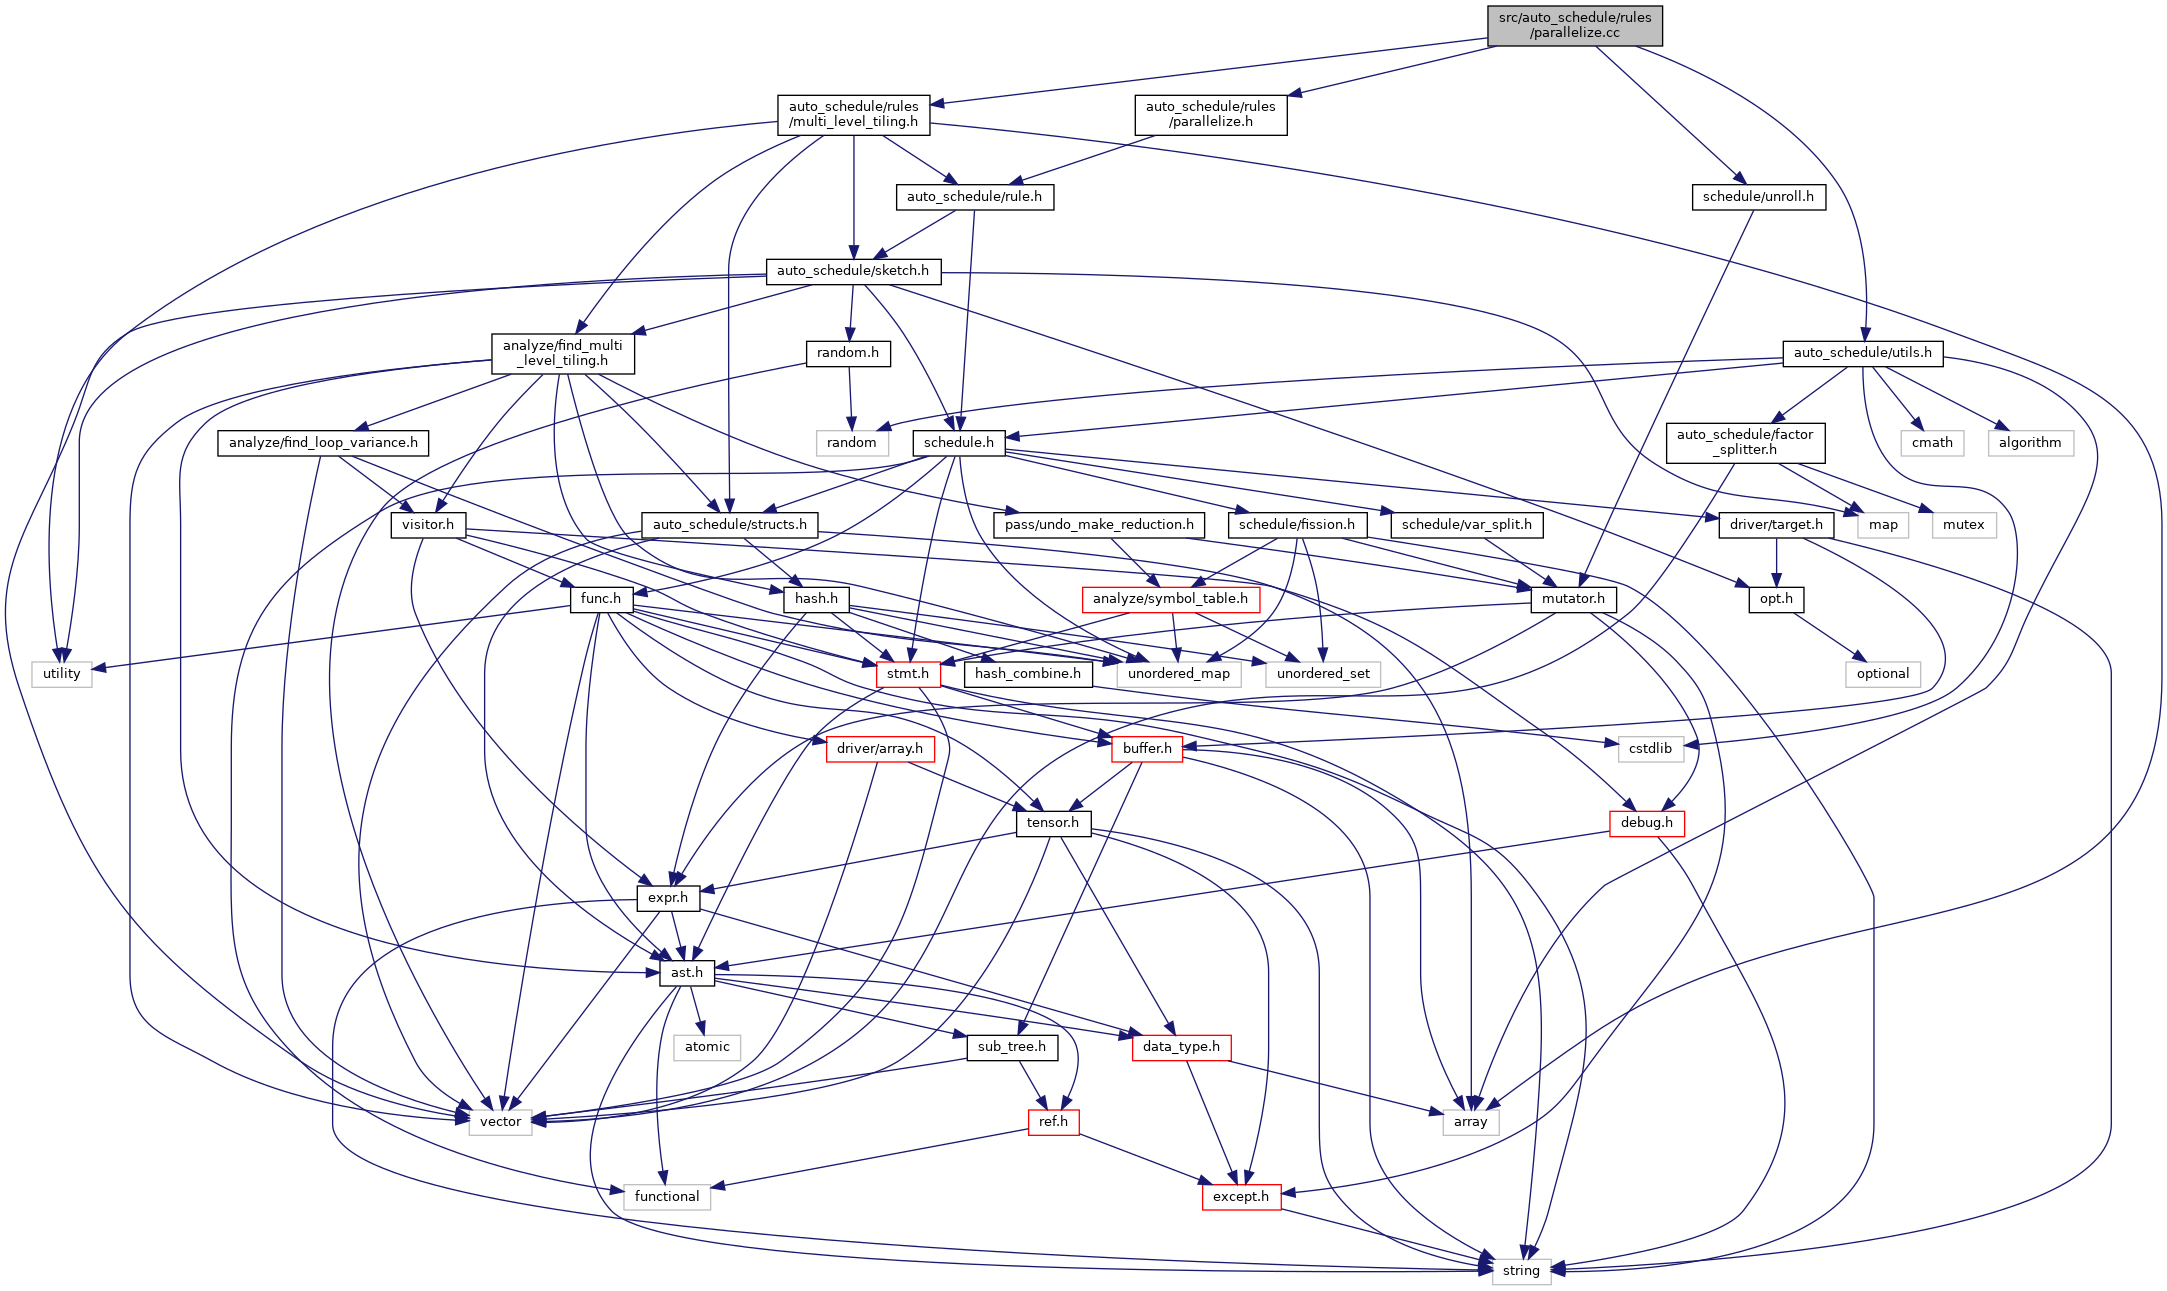 src/auto_schedule/rules
/parallelize.cc
auto_schedule/rules
/multi_level_tiling.h
auto_schedule/rules
/parallelize.h
auto_schedule/rule.h
schedule/unroll.h
auto_schedule/sketch.h
analyze/find_multi
_level_tiling.h
random.h
auto_schedule/utils.h
analyze/find_loop_variance.h
random
schedule.h
auto_schedule/factor
_splitter.h
cmath
algorithm
visitor.h
auto_schedule/structs.h
pass/undo_make_reduction.h
schedule/fission.h
schedule/var_split.h
driver/target.h
map
mutex
func.h
hash.h
analyze/symbol_table.h
mutator.h
opt.h
utility
stmt.h
hash_combine.h
unordered_map
unordered_set
optional
driver/array.h
buffer.h
cstdlib
tensor.h
debug.h
expr.h
ast.h
atomic
sub_tree.h
data_type.h
vector
ref.h
array
functional
except.h
string